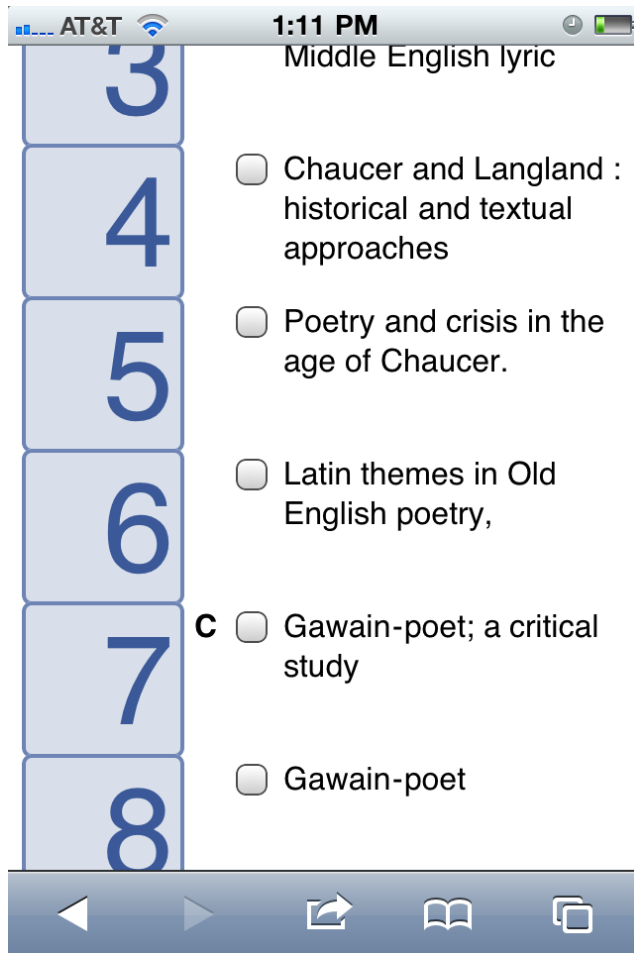 AT&T 1:11 PM
3 Middle English lyric
4 Chaucer and Langland :
historical and textual
approaches
5 Poetry and crisis in the
age of Chaucer.
6 Latin themes in Old
English poetry,
7 C Gawain-poet; a critical
study
8 Gawain-poet